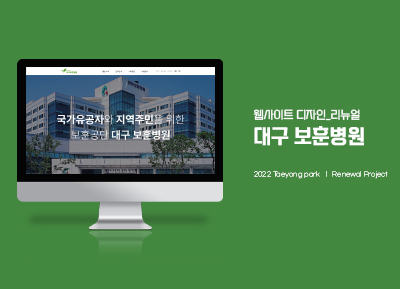 국가유공자와 지역주민을 위한
보훈공단 대구 보훈병원
웹사이트 디자인_리뉴얼
대구 보훈병원
2022 Taeyong park | Renewal Project